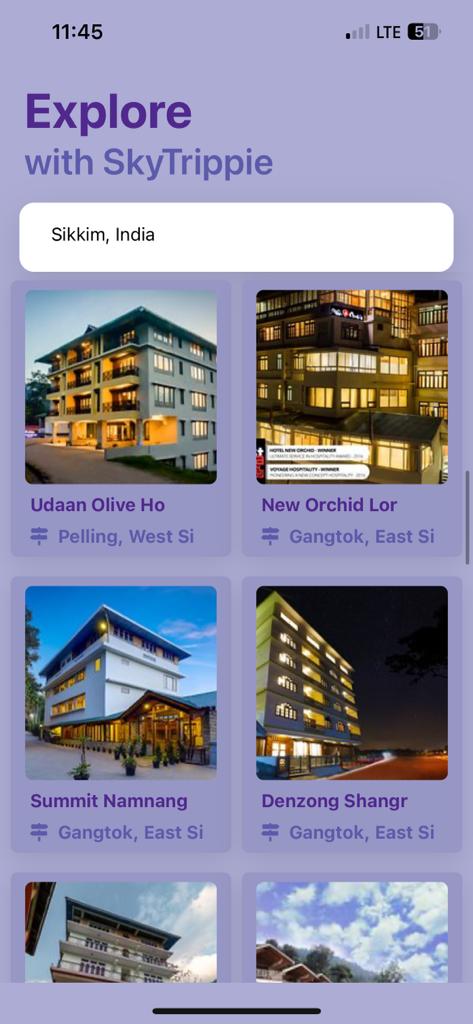 11:45
LTE
51
Explore
with SkyTrippie
Sikkim, India
Udaan Olive Ho
Pelling, West Si
New Orchid Lor
Gangtok, East Si
HOTEL NEW ORCHID - WINNER
VOYAGE HOSPITALITY - WINNER
Summit Namnang
Gangtok, East Si
Denzong Shangr
Gangtok, East Si